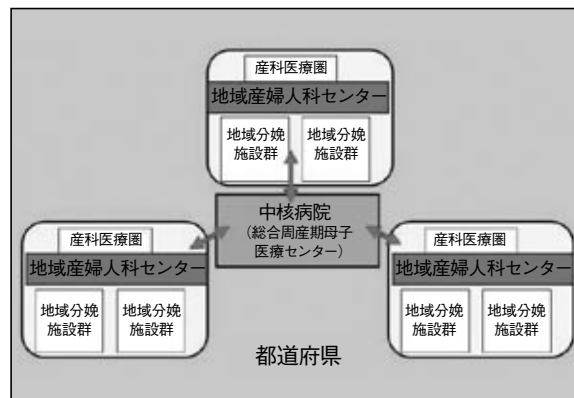 産科医療圏
地域産婦人科センター
地域分娩
施設群
地域分娩
施設群
中核病院
（総合周産期母子
医療センター）
産科医療圏
地域産婦人科センター
地域分娩
施設群
地域分娩
施設群
産科医療圏
地域産婦人科センター
地域分娩
施設群
地域分娩
施設群
都道府県